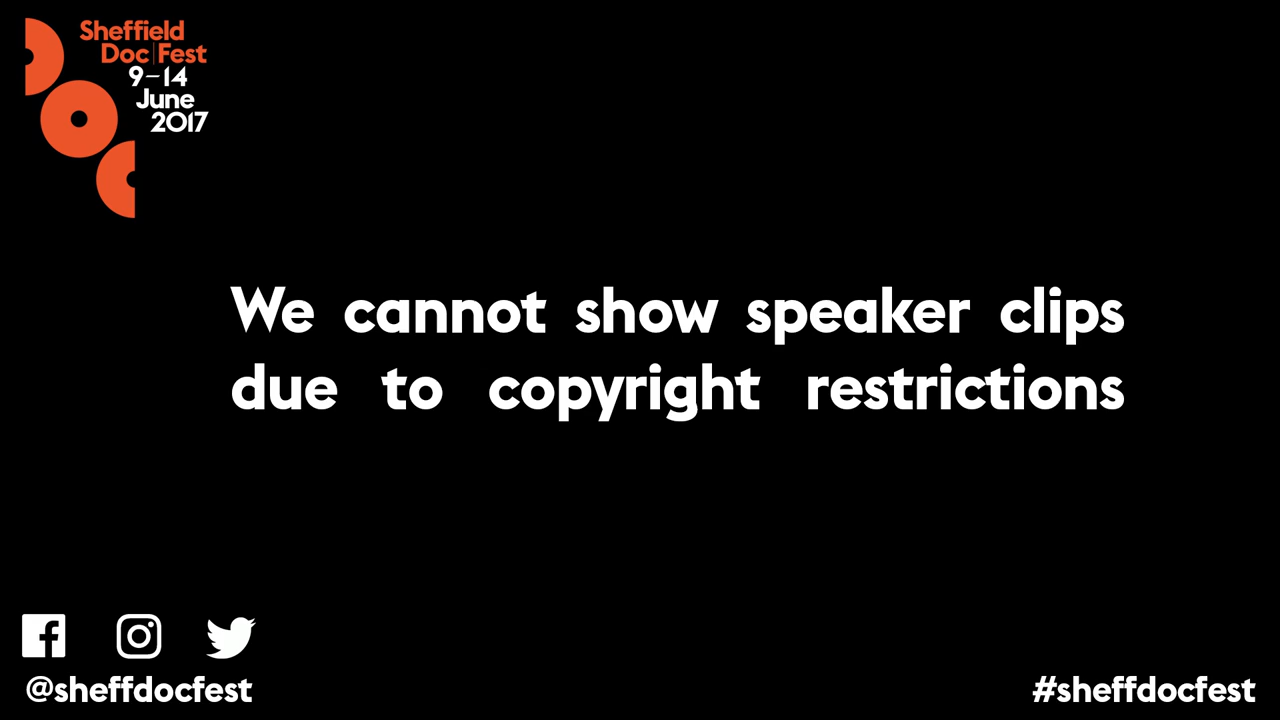 Sheffield
Doc|Fest
9–14
June
2017
We cannot show speaker clips
due to copyright restrictions
@sheffdocfest
#sheffdocfest